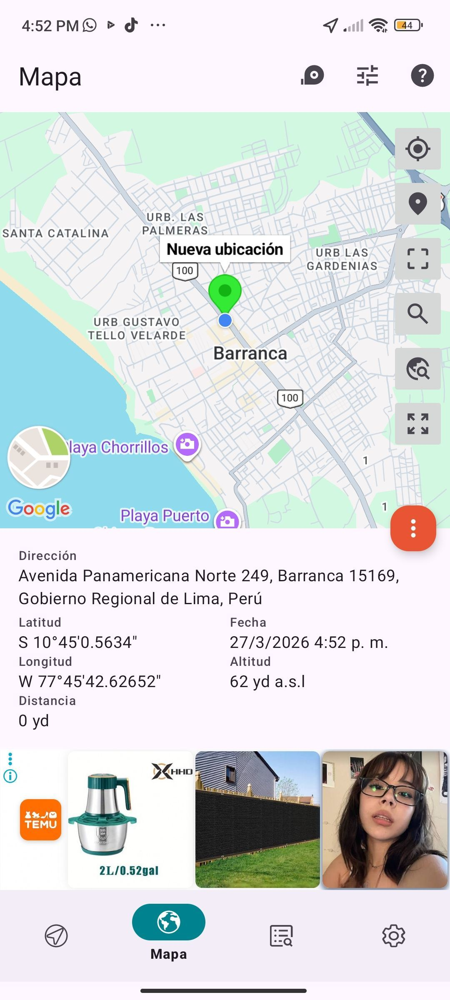 4:52 PM
44
Mapa
URB. LAS
PALMERAS
SANTA CATALINA
Nueva ubicación
URB LAS
GARDENIAS
100
URB GUSTAVO
TELLO VELARDE
Barranca
100
laya Chorrillos
1
Google
1
Playa Puerto
Dirección
Avenida Panamericana Norte 249, Barranca 15169,
Gobierno Regional de Lima, Perú
Latitud
S 10°45'0.5634"
Fecha
27/3/2026 4:52 p. m.
Longitud
W 77°45'42.62652"
Altitud
62 yd a.s.l
Distancia
0 yd
XHHD
TEMU
2L/0.52gal
Mapa